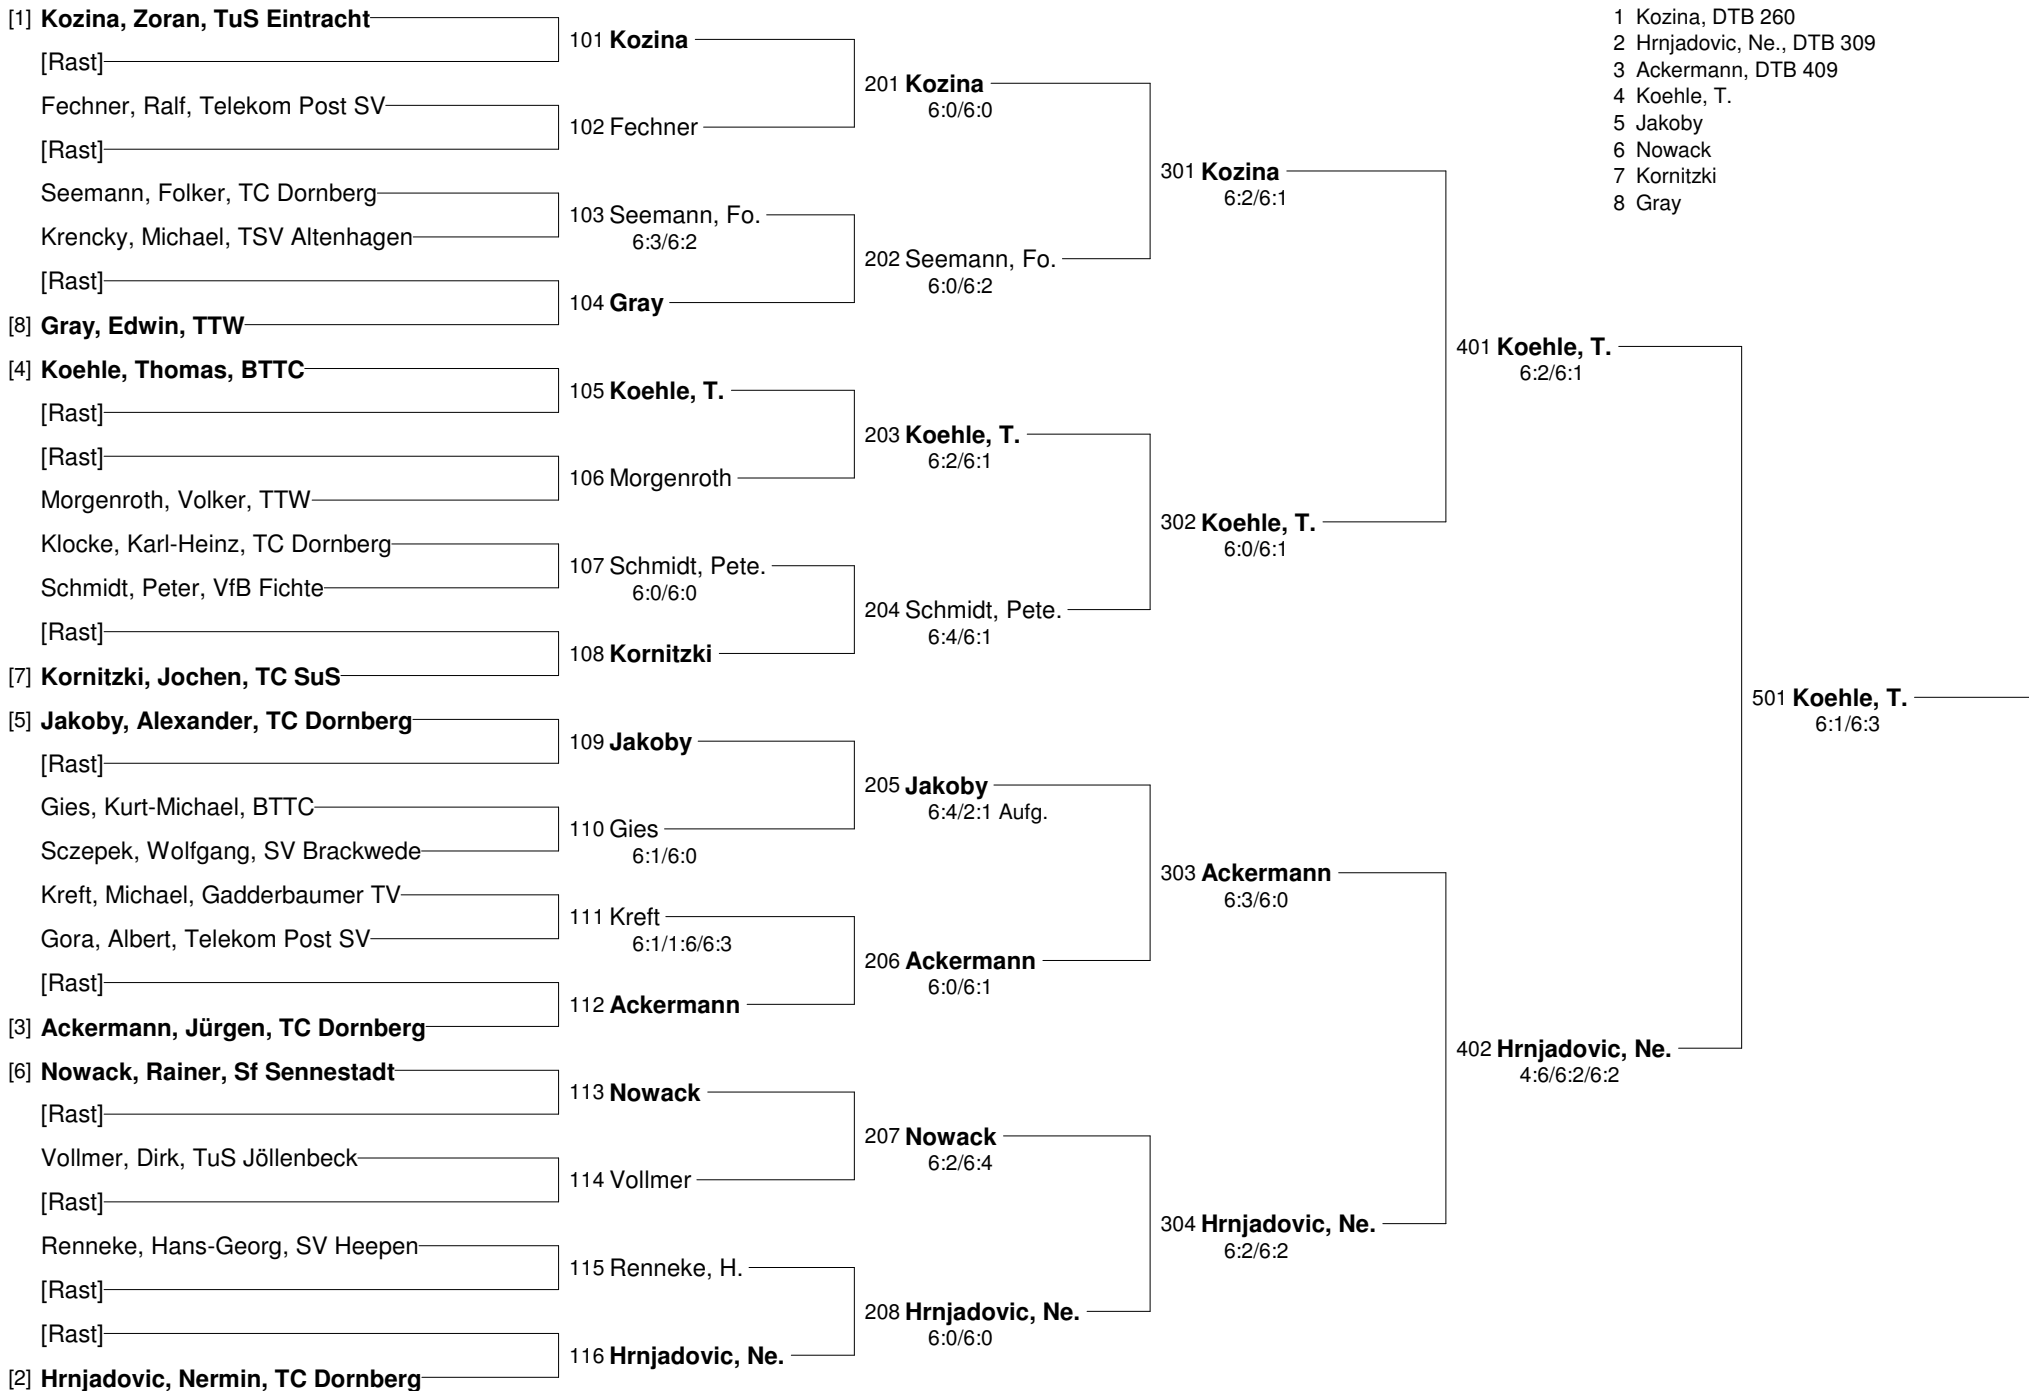 [1] Kozina, Zoran, TuS Eintracht
[Rast]
Fechner, Ralf, Telekom Post SV
[Rast]
Seemann, Folker, TC Dornberg
Krencky, Michael, TSV Altenhagen
[Rast]
[8] Gray, Edwin, TTW
[4] Koehle, Thomas, BTTC
[Rast]
[Rast]
Morgenroth, Volker, TTW
Klocke, Karl-Heinz, TC Dornberg
Schmidt, Peter, VfB Fichte
[Rast]
[7] Kornitzki, Jochen, TC SuS
[5] Jakoby, Alexander, TC Dornberg
[Rast]
Gies, Kurt-Michael, BTTC
Sczepek, Wolfgang, SV Brackwede
Kreft, Michael, Gadderbaumer TV
Gora, Albert, Telekom Post SV
[Rast]
[3] Ackermann, Jürgen, TC Dornberg
[6] Nowack, Rainer, Sf Sennestadt
[Rast]
Vollmer, Dirk, TuS Jöllenbeck
[Rast]
Renneke, Hans-Georg, SV Heepen
[Rast]
[Rast]
[2] Hrnjadovic, Nermin, TC Dornberg
101 Kozina
102 Fechner
103 Seemann, Fo.
6:3/6:2
104 Gray
105 Koehle, T.
106 Morgenroth
107 Schmidt, Pete.
6:0/6:0
108 Kornitzki
109 Jakoby
110 Gies
6:1/6:0
111 Kreft
6:1/1:6/6:3
112 Ackermann
113 Nowack
114 Vollmer
115 Renneke, H.
116 Hrnjadovic, Ne.
201 Kozina
6:0/6:0
202 Seemann, Fo.
6:0/6:2
203 Koehle, T.
6:2/6:1
204 Schmidt, Pete.
6:4/6:1
205 Jakoby
6:4/2:1 Aufg.
206 Ackermann
6:0/6:1
207 Nowack
6:2/6:4
208 Hrnjadovic, Ne.
6:0/6:0
301 Kozina
6:2/6:1
302 Koehle, T.
6:0/6:1
303 Ackermann
6:3/6:0
304 Hrnjadovic, Ne.
6:2/6:2
401 Koehle, T.
6:2/6:1
402 Hrnjadovic, Ne.
4:6/6:2/6:2
501 Koehle, T.
6:1/6:3
1 Kozina, DTB 260
2 Hrnjadovic, Ne., DTB 309
3 Ackermann, DTB 409
4 Koehle, T.
5 Jakoby
6 Nowack
7 Kornitzki
8 Gray